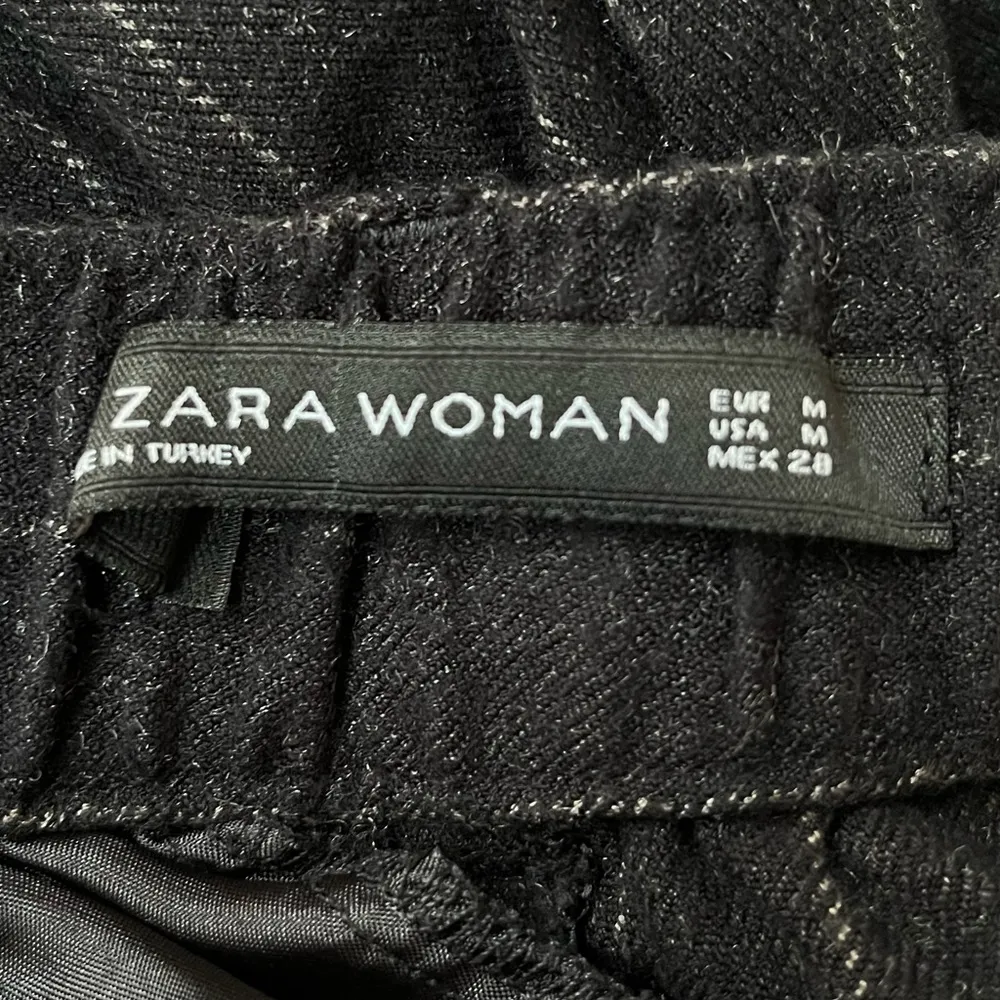 ZARA WOMAN
E IN TURKEY
EUR M
USA M
MEX 28